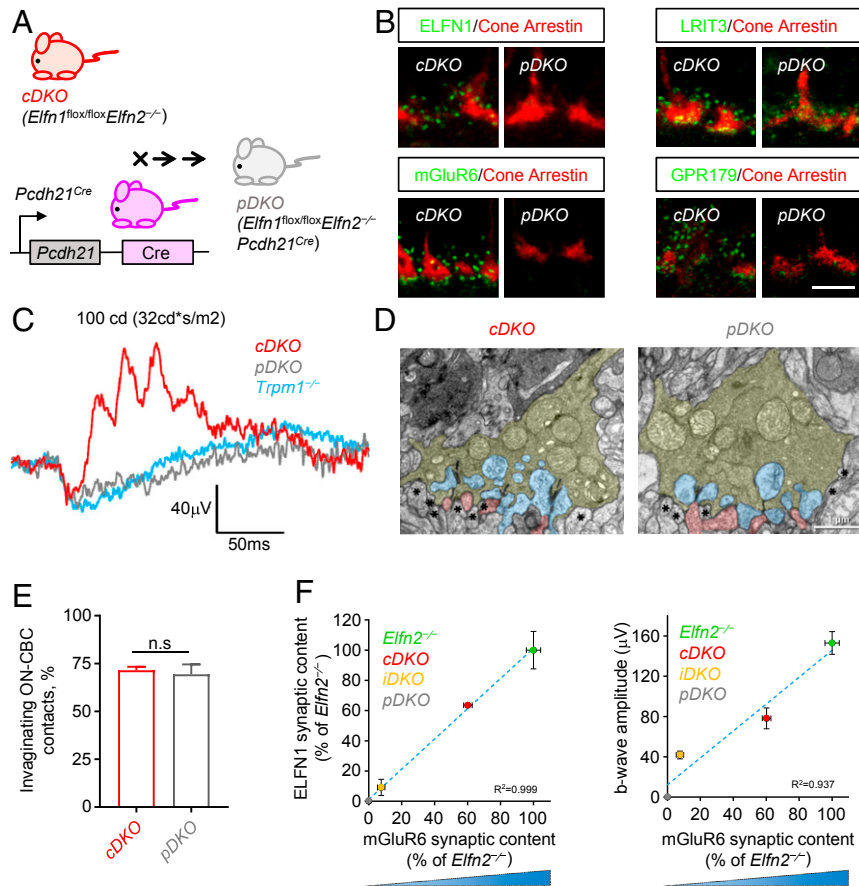 A
cDKO
(Elfn1flox/floxElfn2−/−)
Pcdh21Cre
pDKO
(Elfn1flox/floxElfn2−/−
Pcdh21Cre)
Pcdh21
Cre
B
ELFN1/Cone Arrestin
LRIT3/Cone Arrestin
cDKO
pDKO
cDKO
pDKO
mGluR6/Cone Arrestin
GPR179/Cone Arrestin
cDKO
pDKO
cDKO
pDKO
C
100 cd (32cd*s/m2)
cDKO
pDKO
Trpm1−/−
40µV
50ms
D
cDKO
pDKO
* * * * * *
* * * *
1 µm
E
Invaginating ON-CBC
contacts, %
100
75
50
25
0
n.s
cDKO
pDKO
F
ELFN1 synaptic content
(% of Elfn2−/−)
120
100
80
60
40
20
0
Elfn2−/−
cDKO
iDKO
pDKO
R2=0.999
0 20 40 60 80 100
mGluR6 synaptic content
(% of Elfn2−/−)
b-wave amplitude (µV)
160
120
80
40
0
Elfn2−/−
cDKO
iDKO
pDKO
R2=0.937
0 20 40 60 80 100
mGluR6 synaptic content
(% of Elfn2−/−)